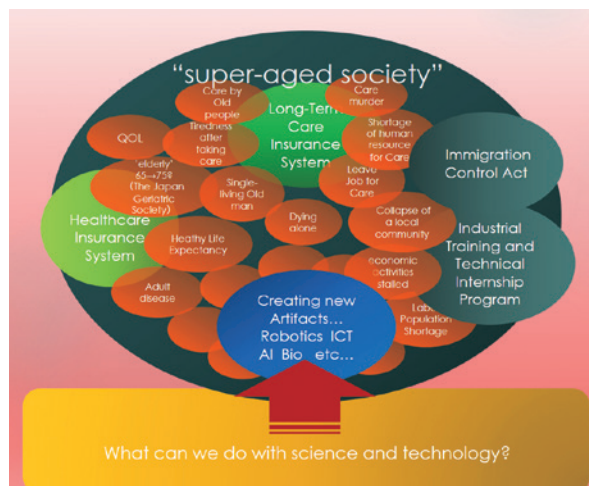 “super-aged society”
Care by
Old
people
Care
murder
Tiredness
after
taking
care
Long-Term
Care
Insurance
System
Shortage
of human
resource
for Care
QOL
Immigration
Control Act
"elderly"
65→75?
(The Japan
Geriatric
Society)
Single-
living Old
man
Leave
Job for
Care
Healthcare
Insurance
System
Dying
alone
Collapse of
a local
community
Industrial
Training and
Technical
Internship
Program
Heathy Life
Expectancy
economic
activities
stalled
Adult
disease
Creating new
Artifacts…
Robotics ICT
AI Bio etc…
Population
Shortage
What can we do with science and technology?